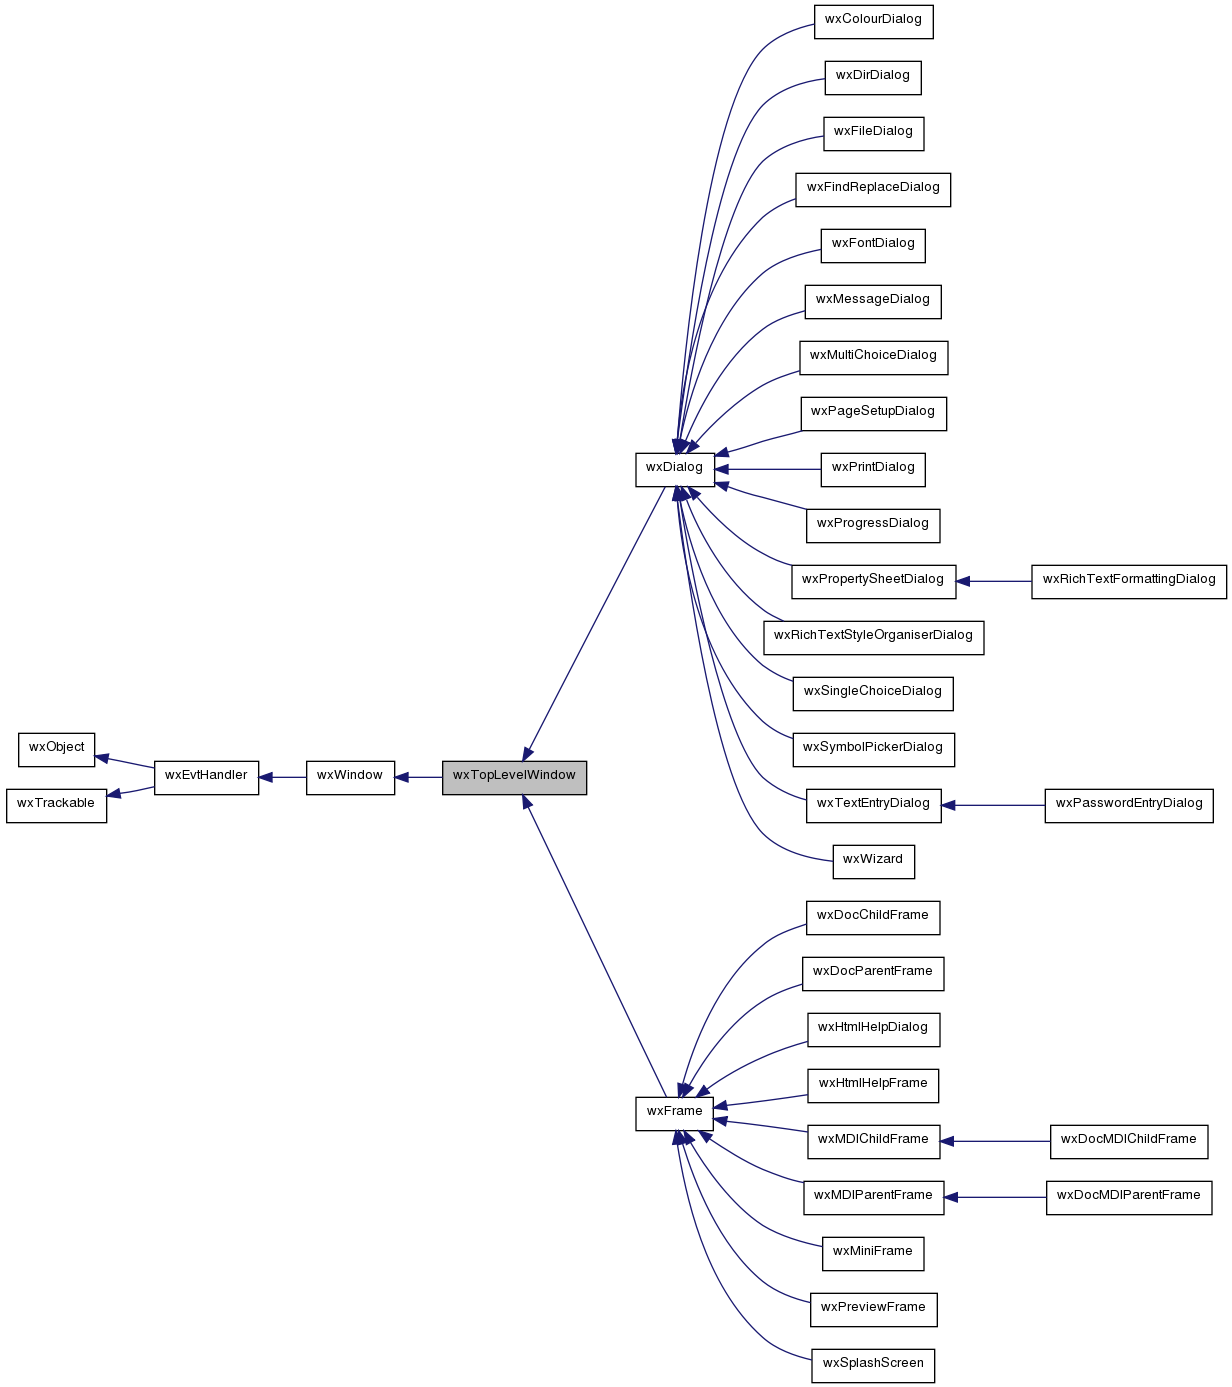 wxColourDialog
wxDirDialog
wxFileDialog
wxFindReplaceDialog
wxFontDialog
wxMessageDialog
wxMultiChoiceDialog
wxPageSetupDialog
wxDialog
wxPrintDialog
wxProgressDialog
wxPropertySheetDialog
wxRichTextFormattingDialog
wxRichTextStyleOrganiserDialog
wxSingleChoiceDialog
wxObject
wxSymbolPickerDialog
wxEvtHandler
wxWindow
wxTopLevelWindow
wxTrackable
wxTextEntryDialog
wxPasswordEntryDialog
wxWizard
wxDocChildFrame
wxDocParentFrame
wxHtmlHelpDialog
wxHtmlHelpFrame
wxFrame
wxMDIChildFrame
wxDocMDIChildFrame
wxMDIParentFrame
wxDocMDIParentFrame
wxMiniFrame
wxPreviewFrame
wxSplashScreen